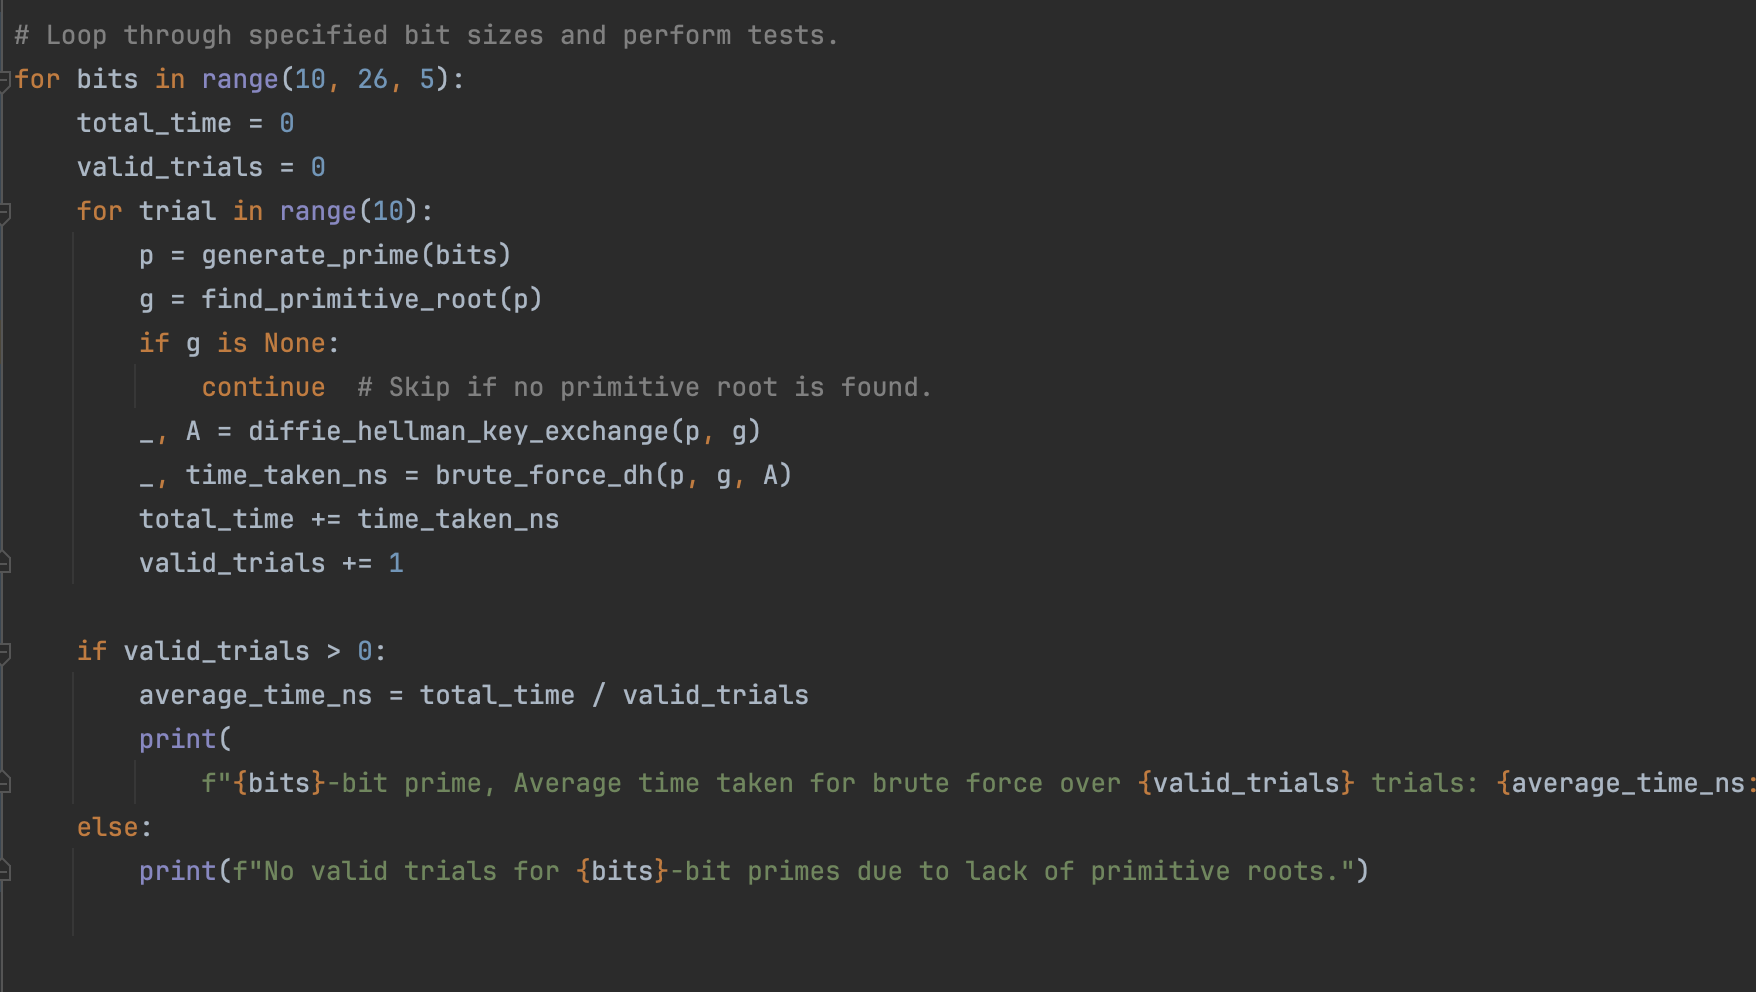 # Loop through specified bit sizes and perform tests.
for bits in range(10, 26, 5):
    total_time = 0
    valid_trials = 0
    for trial in range(10):
        p = generate_prime(bits)
        g = find_primitive_root(p)
        if g is None:
            continue  # Skip if no primitive root is found.
        _, A = diffie_hellman_key_exchange(p, g)
        _, time_taken_ns = brute_force_dh(p, g, A)
        total_time += time_taken_ns
        valid_trials += 1

    if valid_trials > 0:
        average_time_ns = total_time / valid_trials
        print(
            f"{bits}-bit prime, Average time taken for brute force over {valid_trials} trials: {average_time_ns:
    else:
        print(f"No valid trials for {bits}-bit primes due to lack of primitive roots.")